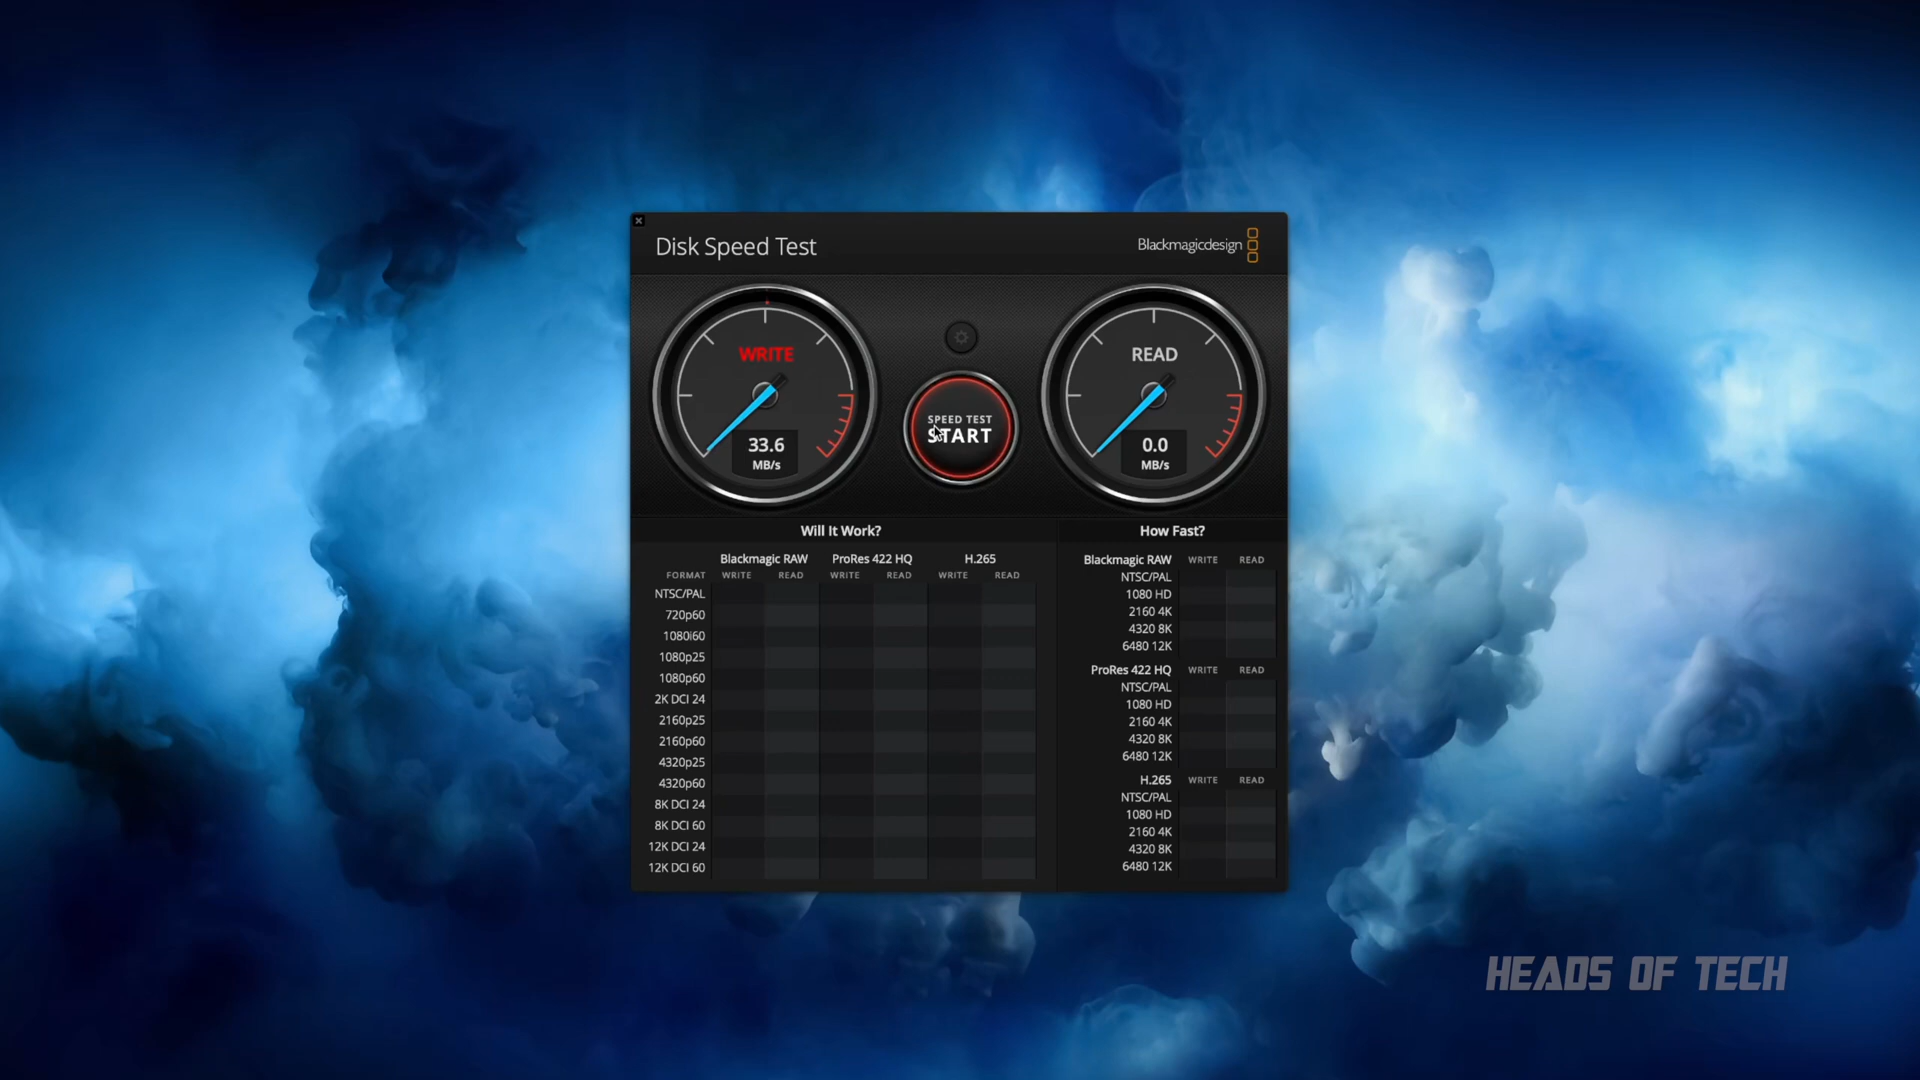 Disk Speed Test
Blackmagicdesign
WRITE
33.6
MB/s
SPEED TEST
START
READ
0.0
MB/s
Will It Work?
Blackmagic RAW ProRes 422 HQ H.265
FORMAT WRITE READ WRITE READ WRITE READ
NTSC/PAL
720p60
1080i60
1080p25
1080p60
2K DCI 24
2160p25
2160p60
4320p25
4320p60
8K DCI 24
8K DCI 60
12K DCI 24
12K DCI 60
How Fast?
Blackmagic RAW WRITE READ
NTSC/PAL
1080 HD
2160 4K
4320 8K
6480 12K
ProRes 422 HQ WRITE READ
NTSC/PAL
1080 HD
2160 4K
4320 8K
6480 12K
H.265 WRITE READ
NTSC/PAL
1080 HD
2160 4K
4320 8K
6480 12K
HEADS OF TECH